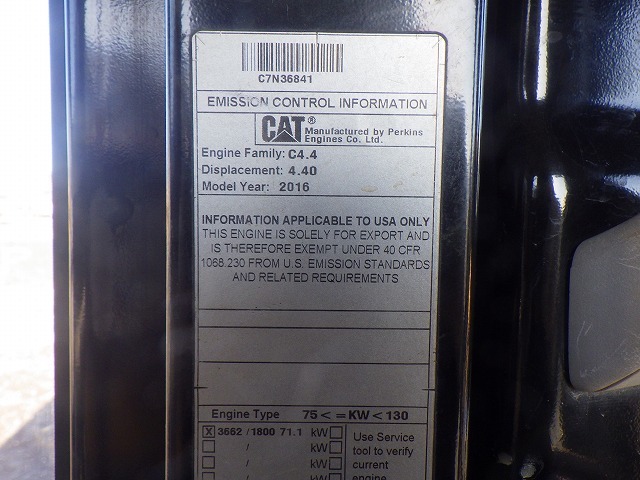 C7N36841
EMISSION CONTROL INFORMATION
CAT® Manufactured by Perkins
Engines Co. Ltd.
Engine Family: C4.4
Displacement: 4.40
Model Year: 2016
INFORMATION APPLICABLE TO USA ONLY
THIS ENGINE IS SOLELY FOR EXPORT AND
IS THEREFORE EXEMPT UNDER 40 CFR
1068.230 FROM U.S. EMISSION STANDARDS
AND RELATED REQUIREMENTS
Engine Type 75 < = KW < 130
X 3662 / 1800 71.1 kW Use Service
/ kW tool to verify
/ kW current
/ kW engine